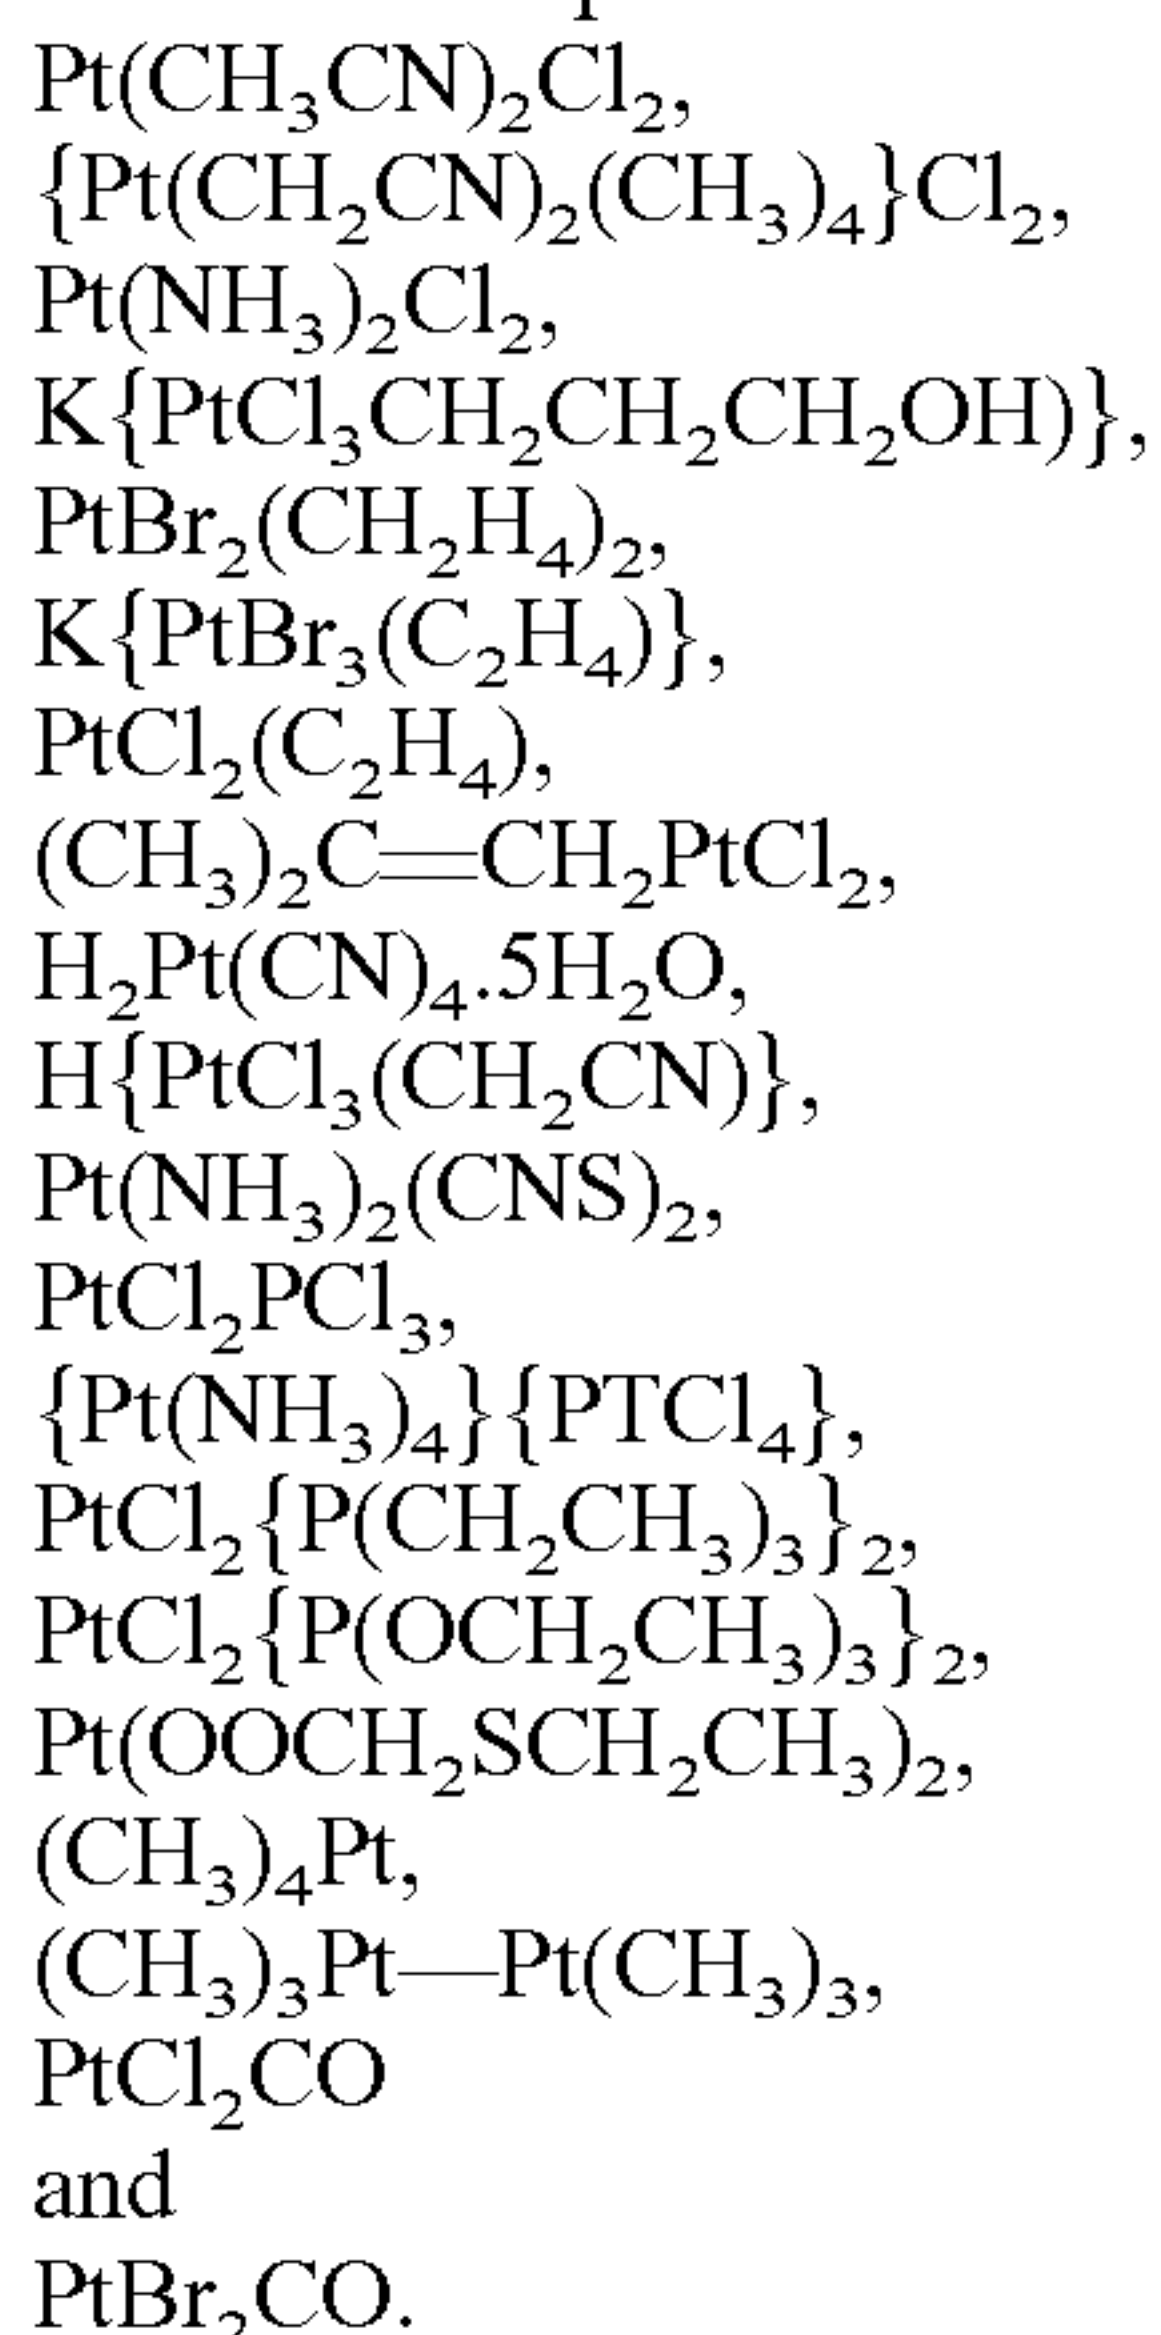 Pt(CH₃CN)₂Cl₂,
{Pt(CH₂CN)₂(CH₃)₄}Cl₂,
Pt(NH₃)₂Cl₂,
K{PtCl₃CH₂CH₂CH₂OH)},
PtBr₂(CH₂H₄)₂,
K{PtBr₃(C₂H₄)},
PtCl₂(C₂H₄),
(CH₃)₂C═CH₂PtCl₂,
H₂Pt(CN)₄.5H₂O,
H{PtCl₃(CH₂CN)},
Pt(NH₃)₂(CNS)₂,
PtCl₂PCl₃,
{Pt(NH₃)₄}{PTCl₄},
PtCl₂{P(CH₂CH₃)₃}₂,
PtCl₂{P(OCH₂CH₃)₃}₂,
Pt(OOCH₂SCH₂CH₃)₂,
(CH₃)₄Pt,
(CH₃)₃Pt—Pt(CH₃)₃,
PtCl₂CO
and
PtBr₂CO.